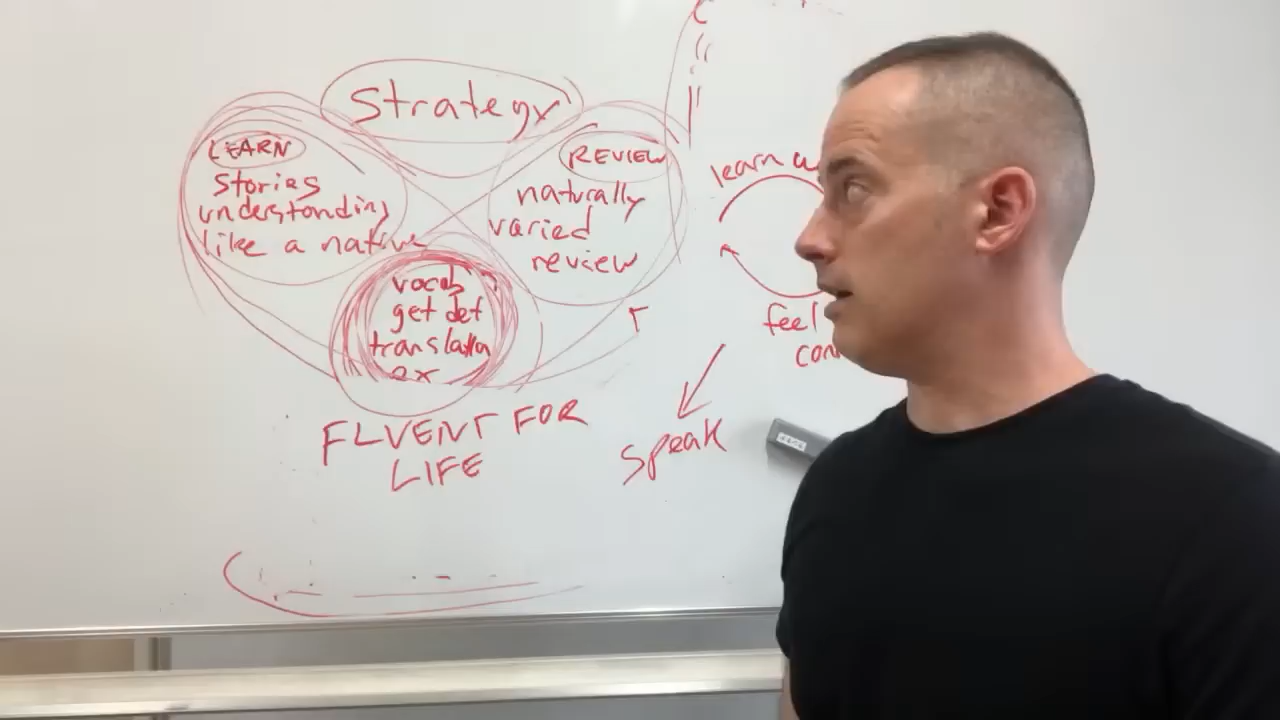 Strategy
LEARN
Stories
understanding
like a native
REVIEW
naturally
varied
review
vocab
get def
translation
ex
FLUENT FOR
LIFE
learn
feel
speak